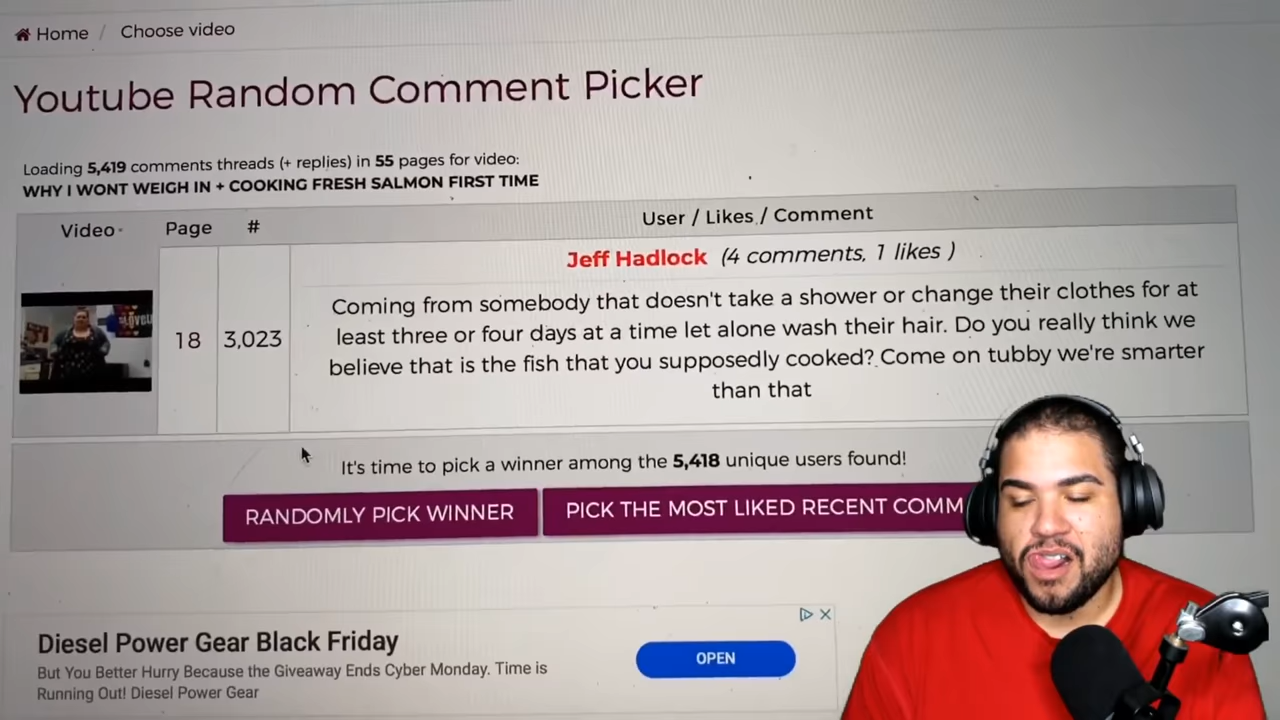 Home / Choose video
Youtube Random Comment Picker
Loading 5,419 comments threads (+ replies) in 55 pages for video:
WHY I WONT WEIGH IN + COOKING FRESH SALMON FIRST TIME
Video Page # User / Likes / Comment
Jeff Hadlock (4 comments, 1 likes )
18 3,023
Coming from somebody that doesn't take a shower or change their clothes for at
least three or four days at a time let alone wash their hair. Do you really think we
believe that is the fish that you supposedly cooked? Come on tubby we're smarter
than that
It's time to pick a winner among the 5,418 unique users found!
RANDOMLY PICK WINNER
PICK THE MOST LIKED RECENT COMM
Diesel Power Gear Black Friday
But You Better Hurry Because the Giveaway Ends Cyber Monday. Time is
Running Out! Diesel Power Gear
OPEN